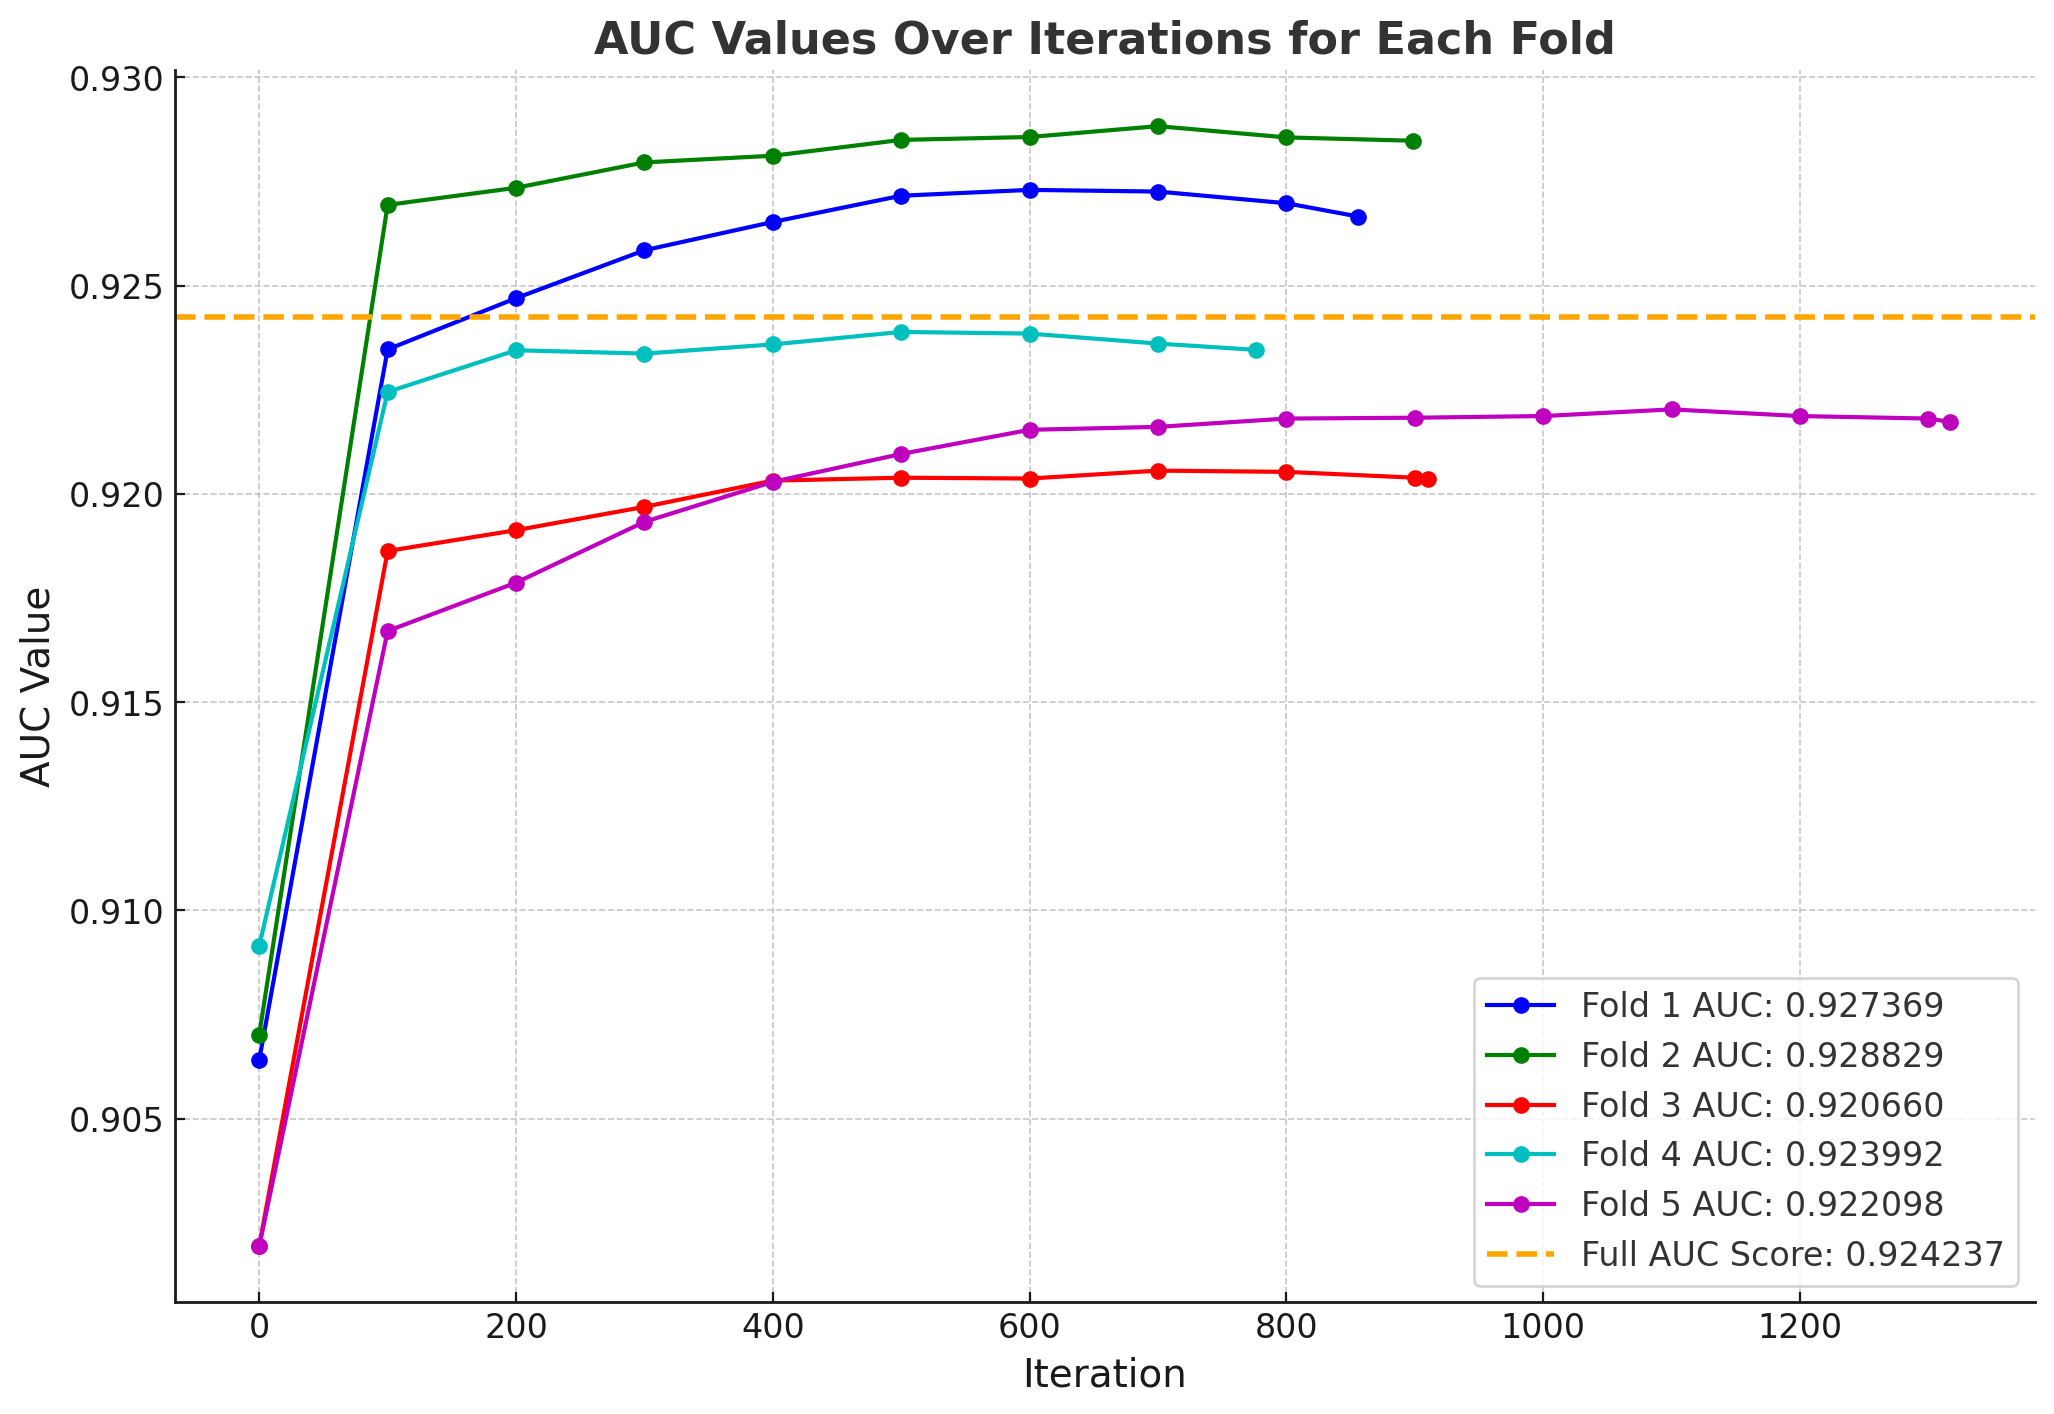 AUC Values Over Iterations for Each Fold
AUC Value
0.930
0.925
0.920
0.915
0.910
0.905
Fold 1 AUC: 0.927369
Fold 2 AUC: 0.928829
Fold 3 AUC: 0.920660
Fold 4 AUC: 0.923992
Fold 5 AUC: 0.922098
Full AUC Score: 0.924237
0 200 400 600 800 1000 1200
Iteration